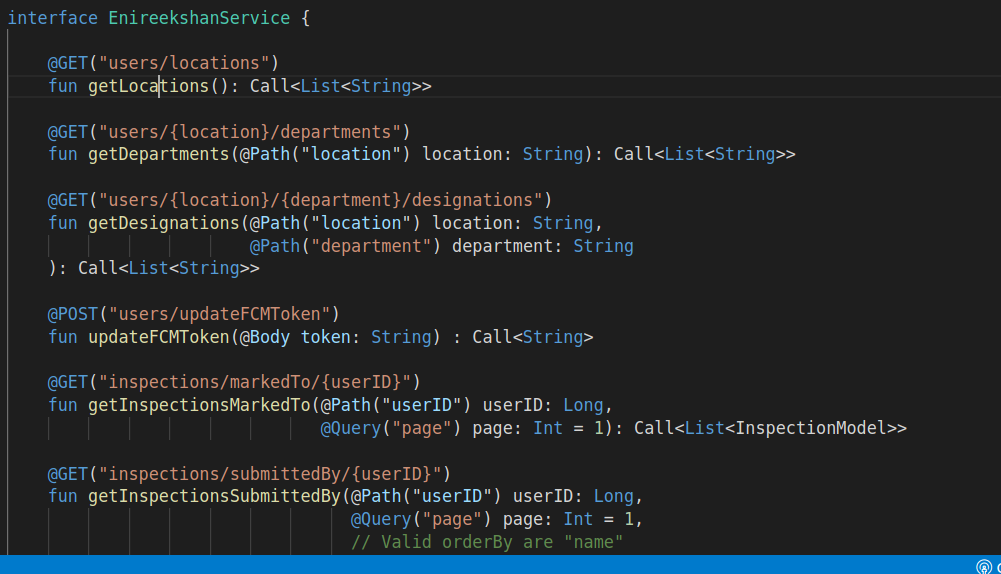 interface EnireekshanService {
@GET("users/locations")
fun getLocations(): Call<List<String>>
@GET("users/{location}/departments")
fun getDepartments(@Path("location") location: String): Call<List<String>>
@GET("users/{location}/{department}/designations")
fun getDesignations(@Path("location") location: String,
@Path("department") department: String
): Call<List<String>>
@POST("users/updateFCMToken")
fun updateFCMToken(@Body token: String) : Call<String>
@GET("inspections/markedTo/{userID}")
fun getInspectionsMarkedTo(@Path("userID") userID: Long,
@Query("page") page: Int = 1): Call<List<InspectionModel>>
@GET("inspections/submittedBy/{userID}")
fun getInspectionsSubmittedBy(@Path("userID") userID: Long,
@Query("page") page: Int = 1,
// Valid orderBy are "name"